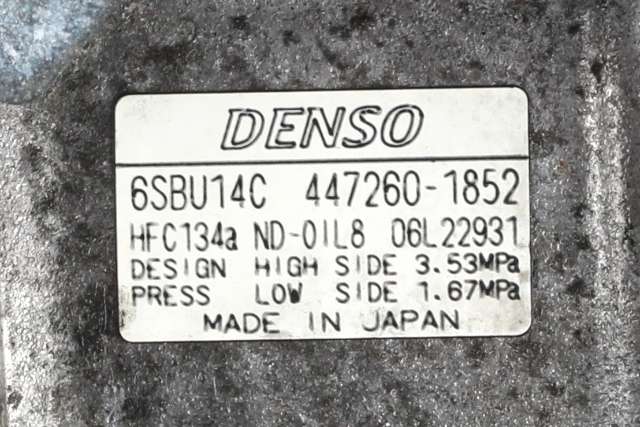 DENSO
6SBU14C 447260-1852
HFC134a ND-OIL8 06L22931
DESIGN HIGH SIDE 3.53MPa
PRESS LOW SIDE 1.67MPa
MADE IN JAPAN